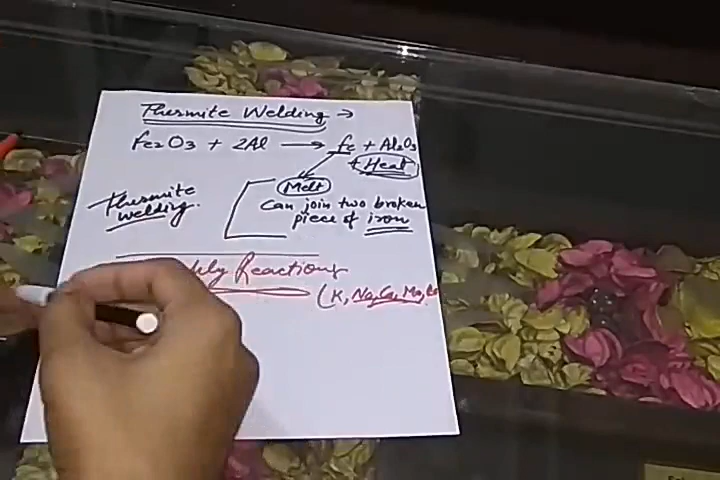 Thermite Welding →
Fe2O3 + 2Al → Fe + Al2O3
+ Heat
Melt
Thermite welding.
Can join two broken
piece of iron
Reactions
(K, Na, Ca, Mg,